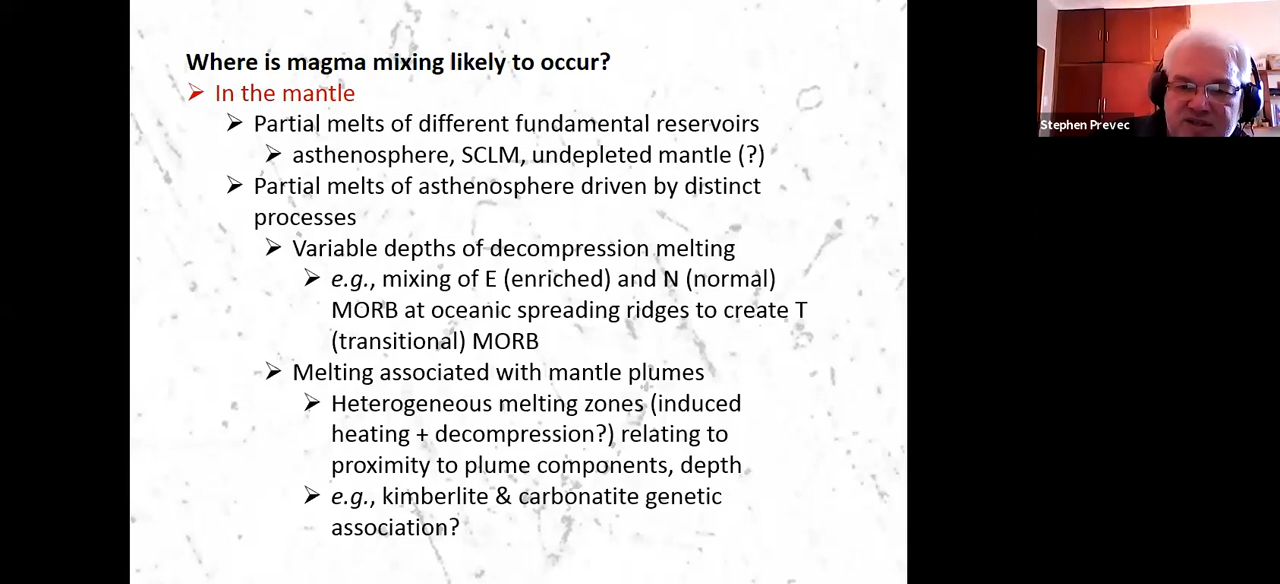 Where is magma mixing likely to occur?
➢ In the mantle
➢ Partial melts of different fundamental reservoirs
➢ asthenosphere, SCLM, undepleted mantle (?)
➢ Partial melts of asthenosphere driven by distinct
processes
➢ Variable depths of decompression melting
➢ e.g., mixing of E (enriched) and N (normal)
MORB at oceanic spreading ridges to create T
(transitional) MORB
➢ Melting associated with mantle plumes
➢ Heterogeneous melting zones (induced
heating + decompression?) relating to
proximity to plume components, depth
➢ e.g., kimberlite & carbonatite genetic
association?
Stephen Prevec